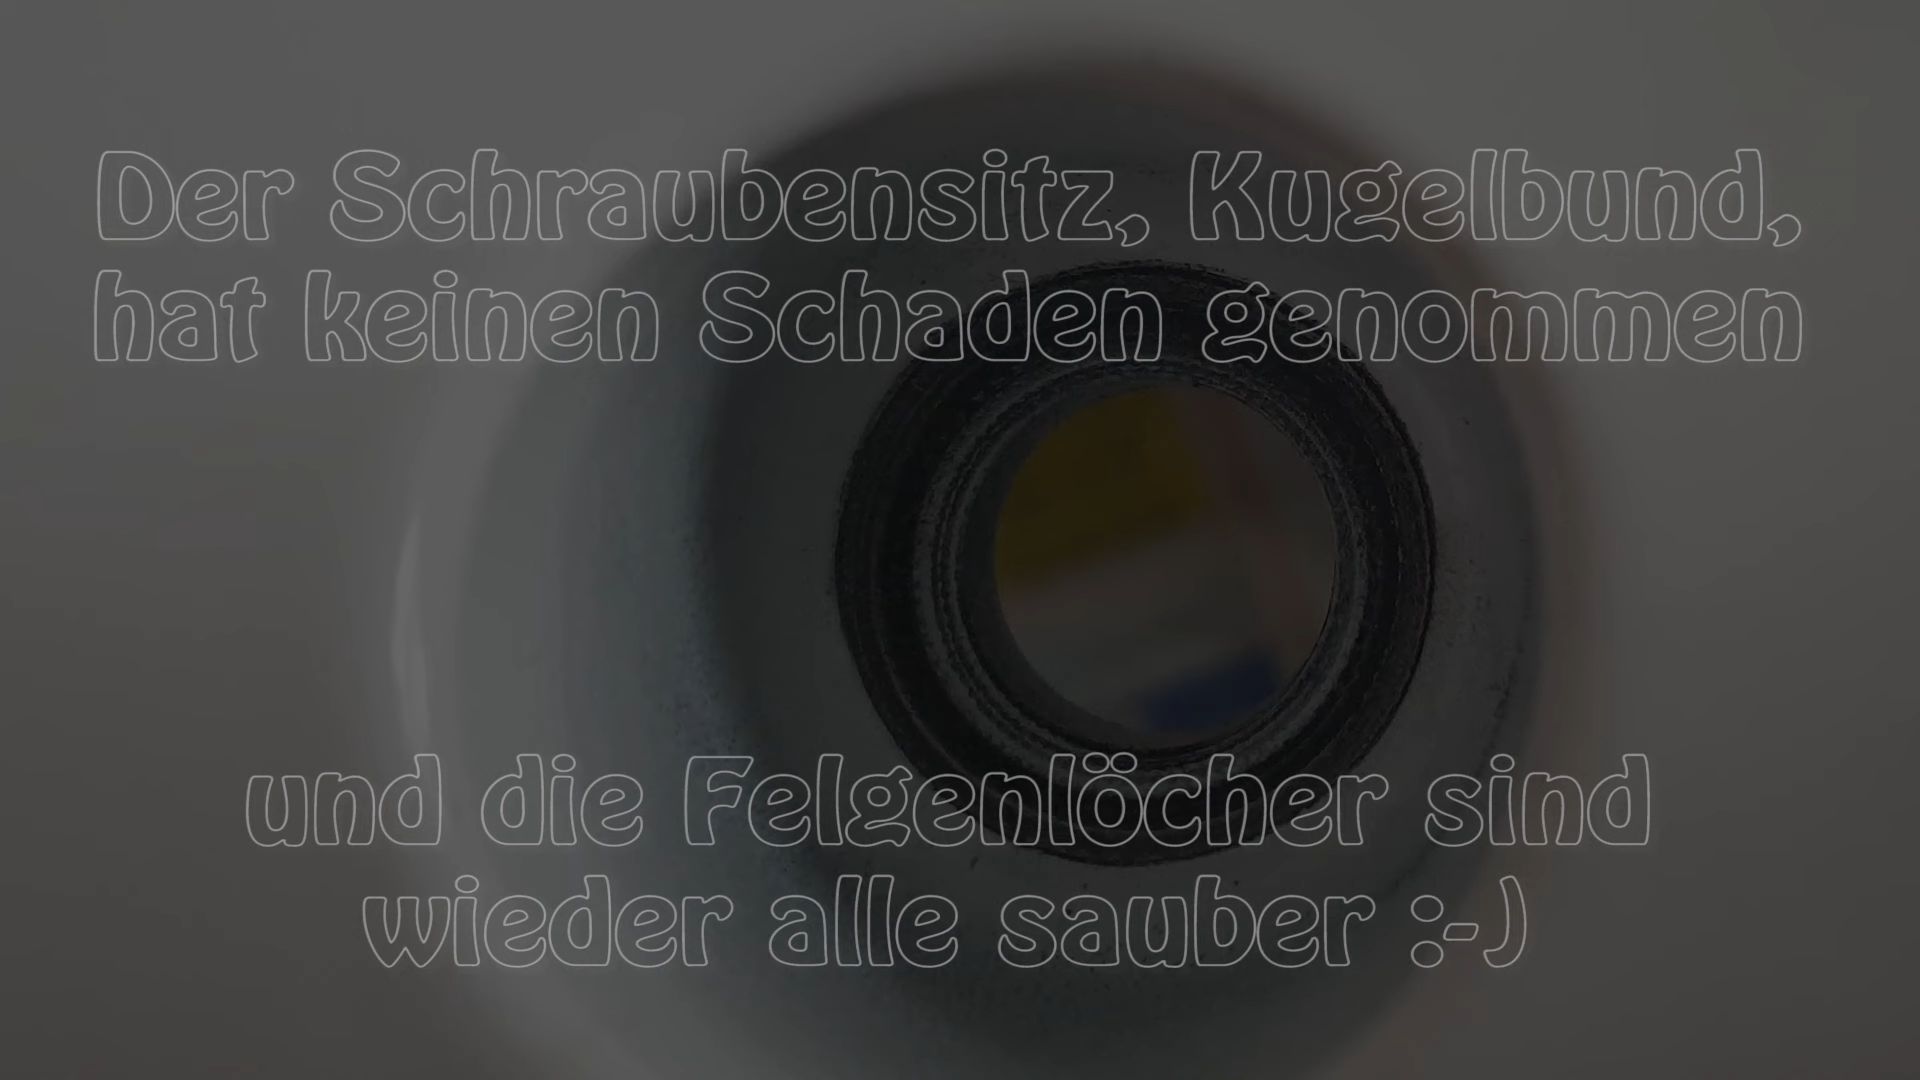 Der Schraubensitz, Kugelbund,
hat keinen Schaden genommen
und die Felgenlöcher sind
wieder alle sauber :-)